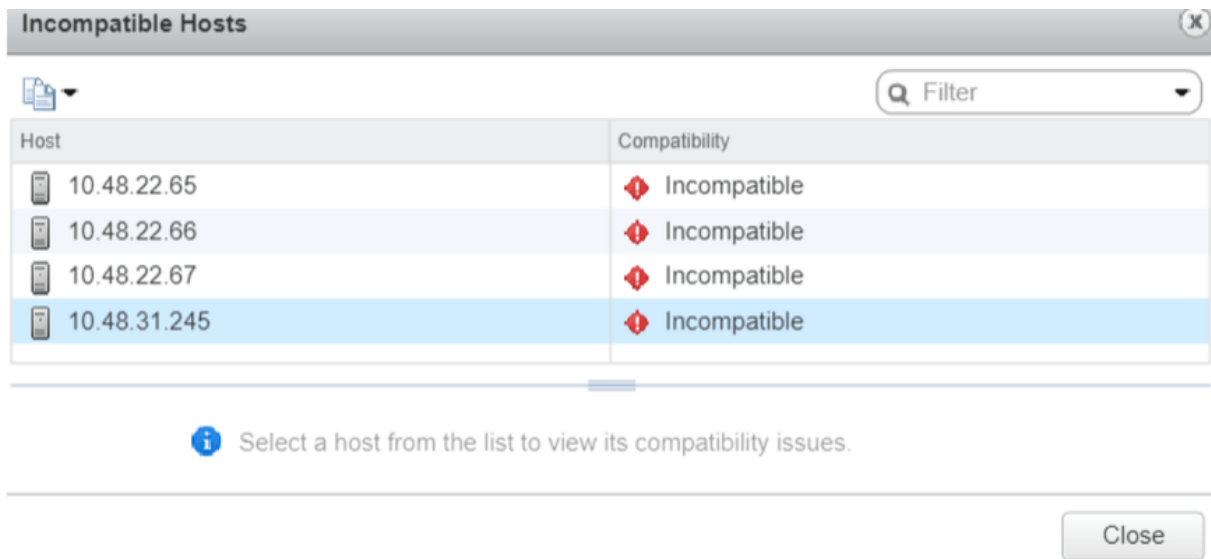 Incompatible Hosts
Filter
Host Compatibility
10.48.22.65 Incompatible
10.48.22.66 Incompatible
10.48.22.67 Incompatible
10.48.31.245 Incompatible
Select a host from the list to view its compatibility issues.
Close